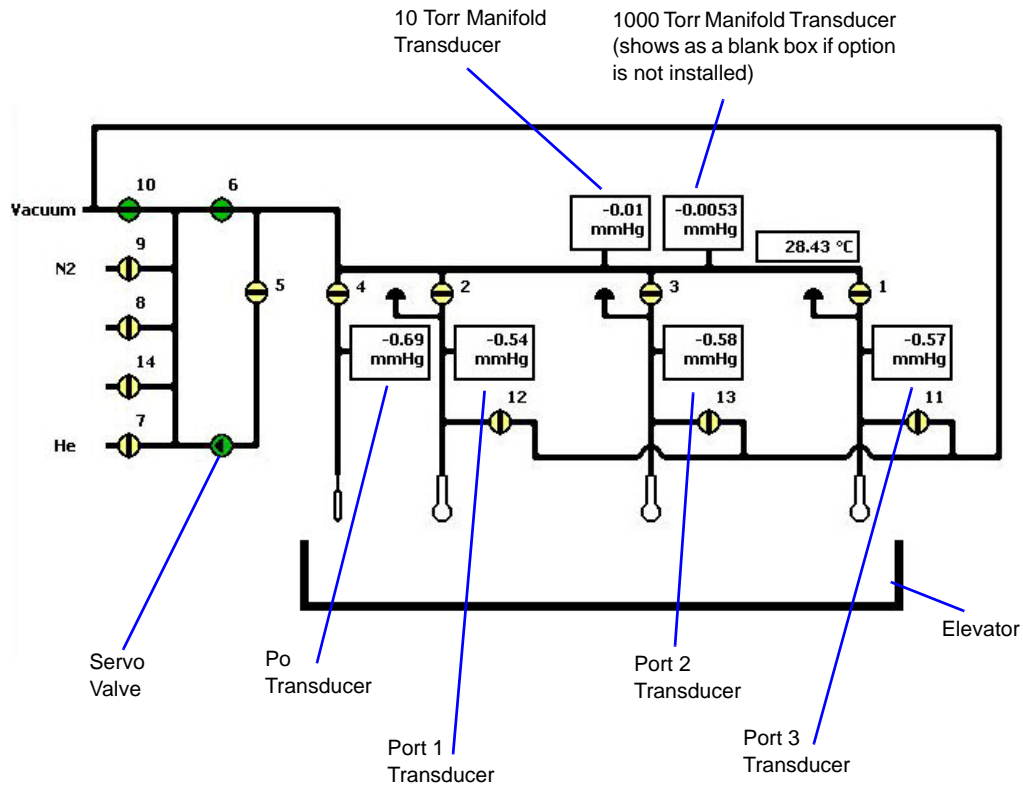 10 Torr Manifold
Transducer
1000 Torr Manifold Transducer
(shows as a blank box if option
is not installed)
10
6
Vacuum
-0.01
mmHg
-0.0053
mmHg
28.43 °C
9
N2
5
4
2
3
1
8
-0.69
mmHg
-0.54
mmHg
-0.58
mmHg
-0.57
mmHg
14
12
13
11
7
He
Elevator
Servo
Valve
Po
Transducer
Port 2
Transducer
Port 1
Transducer
Port 3
Transducer